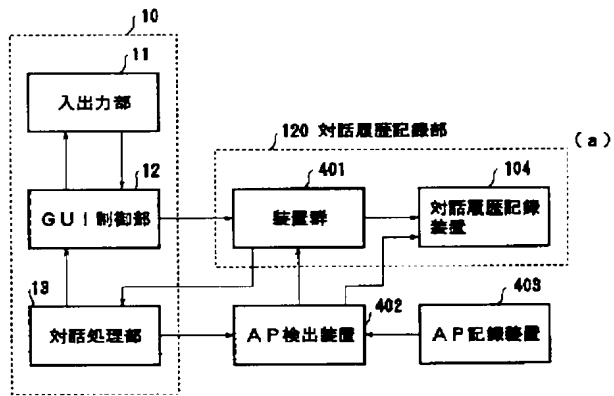 10
11
入出力部
120 対話履歴記録部
(a)
12
401
104
GUI制御部
装置群
対話履歴記録
装置
13
402
403
対話処理部
AP検出装置
AP記録装置